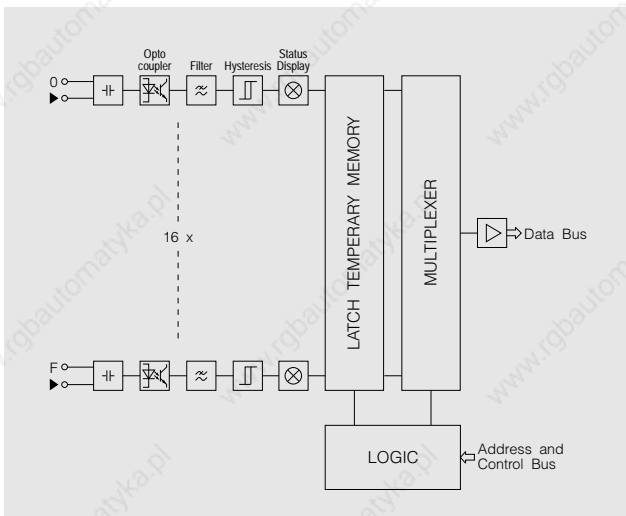 Opto
coupler
Filter
Hysteresis
Status
Display
0
16 x
F
LATCH TEMPERARY MEMORY
MULTIPLEXER
Data Bus
LOGIC
Address and
Control Bus
www.rgbautomatyka.pl